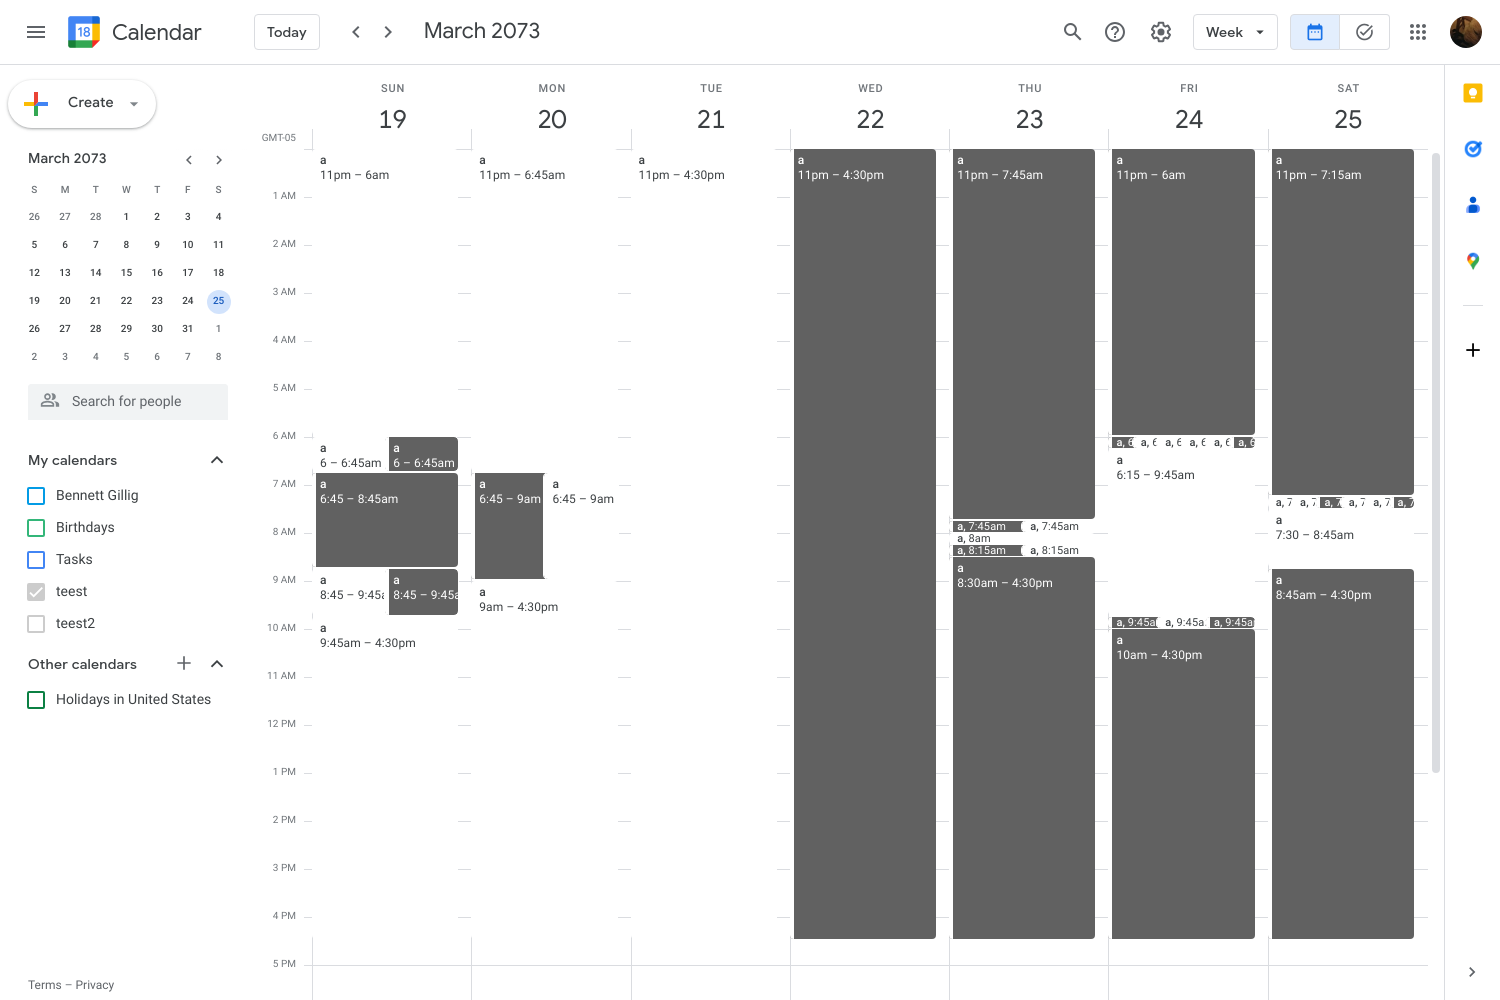 18 Calendar Today March 2073 Week
Create
March 2073
S M T W T F S
26 27 28 1 2 3 4
5 6 7 8 9 10 11
12 13 14 15 16 17 18
19 20 21 22 23 24 25
26 27 28 29 30 31 1
2 3 4 5 6 7 8
Search for people
My calendars
Bennett Gillig
Birthdays
Tasks
teest
teest2
Other calendars
Holidays in United States
Terms – Privacy
SUN MON TUE WED THU FRI SAT
19 20 21 22 23 24 25
GMT-05
1 AM
2 AM
3 AM
4 AM
5 AM
6 AM
7 AM
8 AM
9 AM
10 AM
11 AM
12 PM
1 PM
2 PM
3 PM
4 PM
5 PM
a
11pm – 6am
a
6 – 6:45am
a
6 – 6:45am
a
6:45 – 8:45am
a
8:45 – 9:45a
a
8:45 – 9:45a
a
9:45am – 4:30pm
a
11pm – 6:45am
a
6:45 – 9am
a
6:45 – 9am
a
9am – 4:30pm
a
11pm – 4:30pm
a
11pm – 4:30pm
a
11pm – 7:45am
a, 7:45am
a, 7:45am
a, 8am
a, 8:15am
a, 8:15am
a
8:30am – 4:30pm
a
11pm – 6am
a, 6 a, 6 a, 6 a, 6 a, 6 a, 6
a
6:15 – 9:45am
a, 9:45a a, 9:45a a, 9:45a
a
10am – 4:30pm
a
11pm – 7:15am
a, 7 a, 7 a, 7 a, 7 a, 7 a, 7
a
7:30 – 8:45am
a
8:45am – 4:30pm